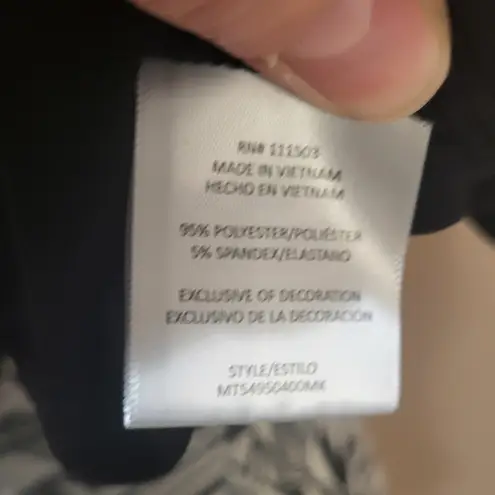 RN# 111503
MADE IN VIETNAM
HECHO EN VIETNAM
95% POLYESTER/POLIÉSTER
5% SPANDEX/ELASTANO
EXCLUSIVE OF DECORATION
EXCLUSIVO DE LA DECORACIÓN
STYLE/ESTILO
MT54950400MK